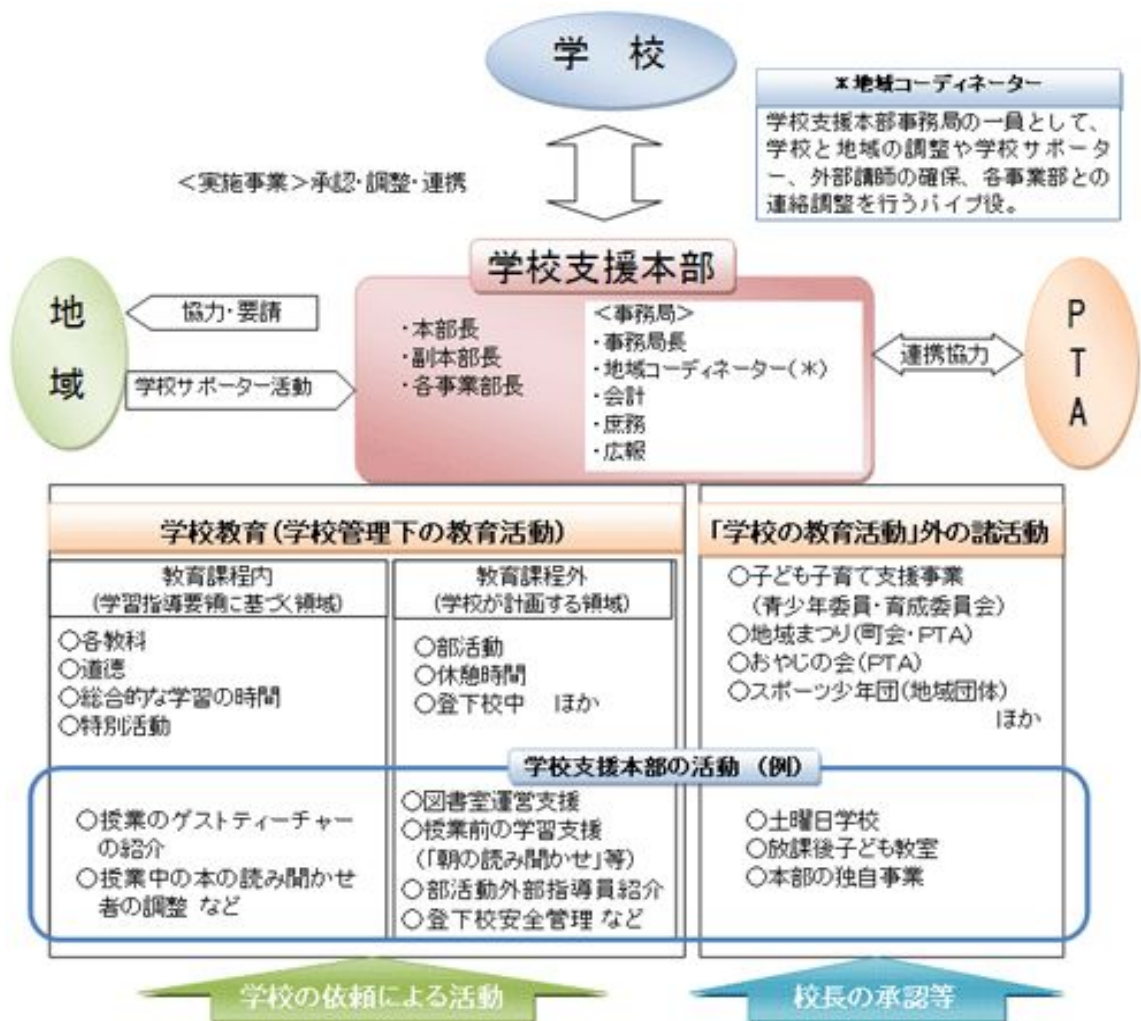 学 校
*地域コーディネーター
学校支援本部事務局の一員として、
学校と地域の調整や学校サポータ
ー、外部講師の確保、各事業部との
連絡調整を行うパイプ役。
<実施事業>承認・調整・連携
学校支援本部
地
域
協力・要請
学校サポーター活動
・本部長
・副本部長
・各事業部長
<事務局>
・事務局長
・地域コーディネーター(*)
・会計
・庶務
・広報
連携協力
P
T
A
学校教育(学校管理下の教育活動)
教育課程内
(学習指導要領に基づく領域)
○各教科
○道徳
○総合的な学習の時間
○特別活動
教育課程外
(学校が計画する領域)
○部活動
○休憩時間
○登下校中 ほか
「学校の教育活動」外の諸活動
○子ども子育て支援事業
(青少年委員・育成委員会)
○地域まつり(町会・PTA)
○おやじの会(PTA)
○スポーツ少年団(地域団体)
ほか
学校支援本部の活動 (例)
○授業のゲストティーチャー
の紹介
○授業中の本の読み聞かせ
者の調整 など
○図書室運営支援
○授業前の学習支援
(「朝の読み聞かせ」等)
○部活動外部指導員紹介
○登下校安全管理 など
○土曜日学校
○放課後子ども教室
○本部の独自事業
学校の依頼による活動
校長の承認等